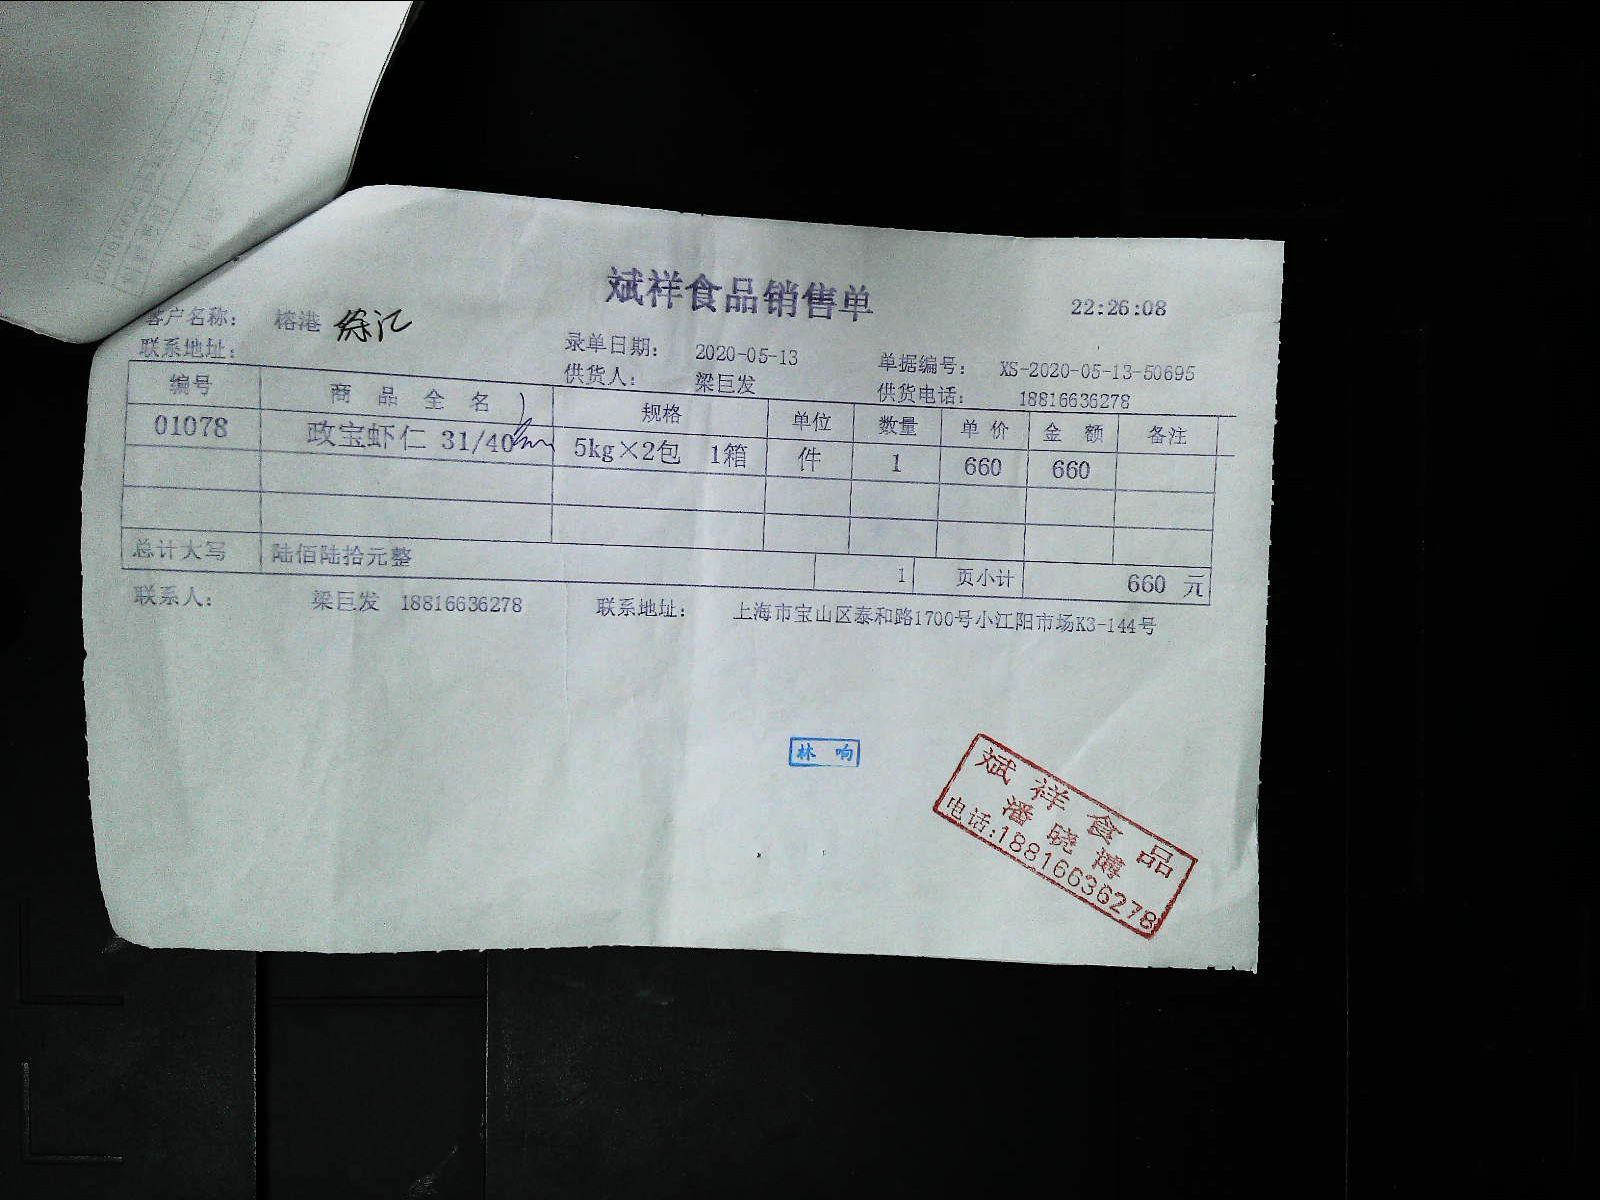 斌祥食品销售单
22:26:08
客户名称： 榕港 徐汇
录单日期： 2020-05-13 单据编号： XS-2020-05-13-50695
联系地址： 供货人： 梁巨发 供货电话： 18816636278
编号 商品全名 规格 单位 数量 单价 金额 备注
01078 政宝虾仁 31/40 5kg×2包 1箱 件 1 660 660
总计大写 陆佰陆拾元整 1 页小计 660 元
联系人： 梁巨发 18816636278 联系地址： 上海市宝山区泰和路1700号小江阳市场K3-144号
林响
斌祥食品
潘晓博
电话:18816636278